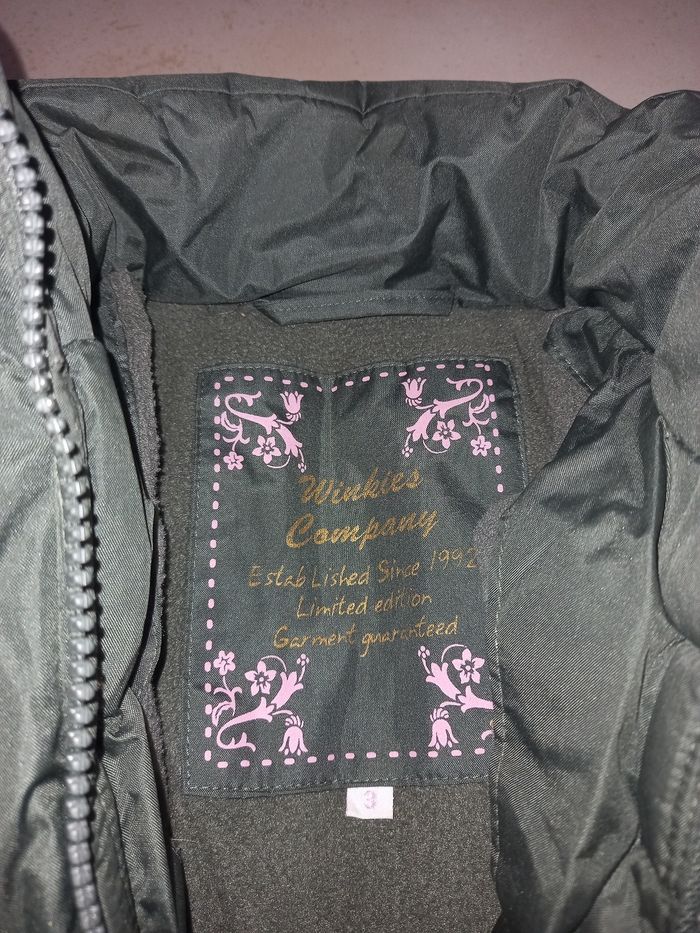 Winkies
Company
Estab Lished Since 1992
Limited edition
Garment guaranteed
3